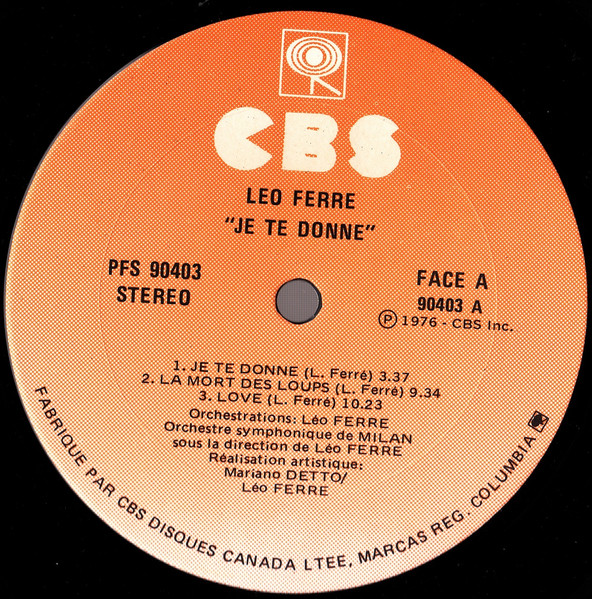 CBS
LEO FERRE
"JE TE DONNE"
PFS 90403
STEREO
FACE A
90403 A
Ⓟ 1976 - CBS Inc.
1. JE TE DONNE (L. Ferré) 3.37
2. LA MORT DES LOUPS (L. Ferré) 9.34
3. LOVE (L. Ferré) 10.23
Orchestrations: Léo FERRE
Orchestre symphonique de MILAN
sous la direction de Léo FERRE
Réalisation artistique:
Mariano DETTO/
Léo FERRE
FABRIQUE PAR CBS DISQUES CANADA LTEE, MARCAS REG. COLUMBIA